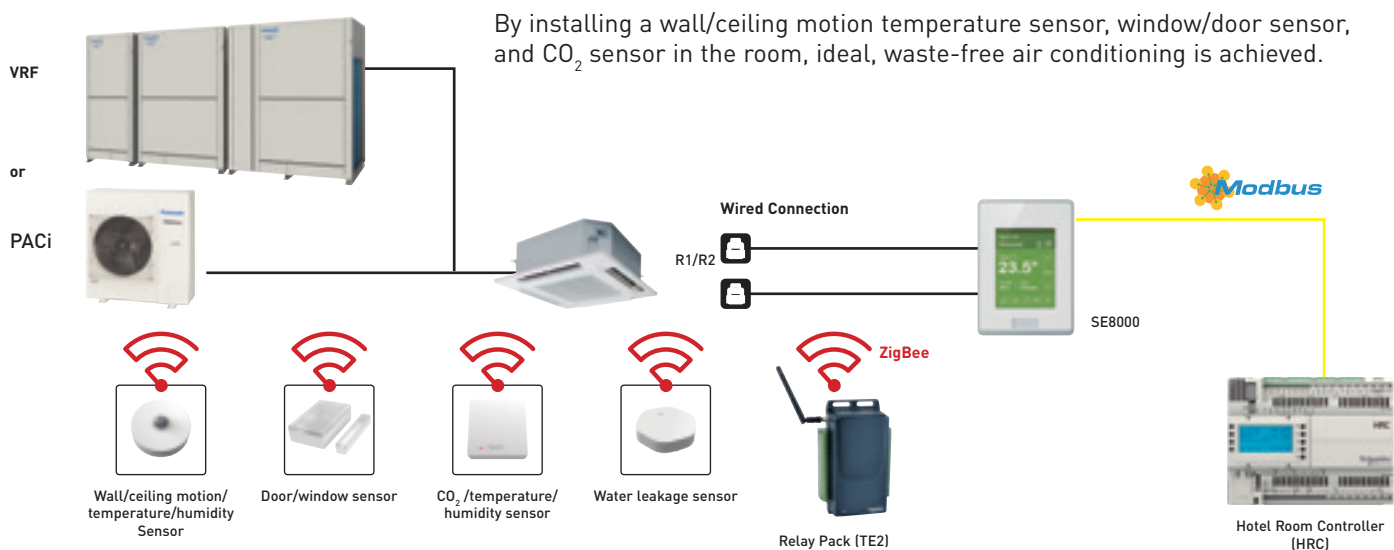 By installing a wall/ceiling motion temperature sensor, window/door sensor,
and CO₂ sensor in the room, ideal, waste-free air conditioning is achieved.
VRF
or
PACi
Wired Connection
R1/R2
Modbus
23.5°
SE8000
ZigBee
HRC
Wall/ceiling motion/
temperature/humidity
Sensor
Door/window sensor
CO₂ /temperature/
humidity sensor
Water leakage sensor
Relay Pack (TE2)
Hotel Room Controller
(HRC)